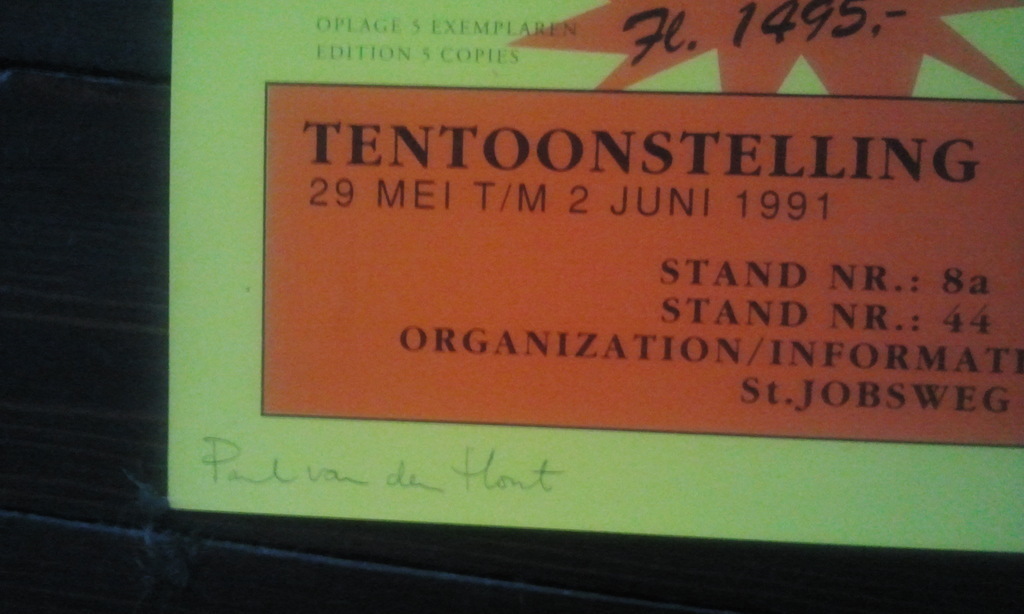 OPLAGE 5 EXEMPLAREN
EDITION 5 COPIES
Fl. 1495,-
TENTOONSTELLING
29 MEI T/M 2 JUNI 1991
STAND NR.: 8a
STAND NR.: 44
ORGANIZATION/INFORMATI
St.JOBSWEG
Paul van den Hout